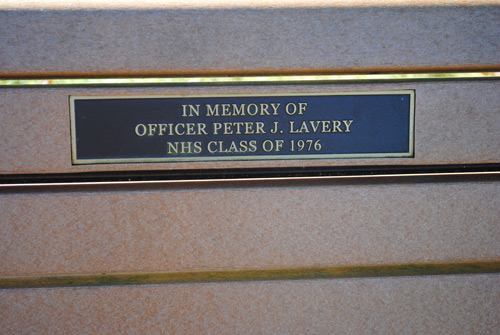 IN MEMORY OF
OFFICER PETER J. LAVERY
NHS CLASS OF 1976